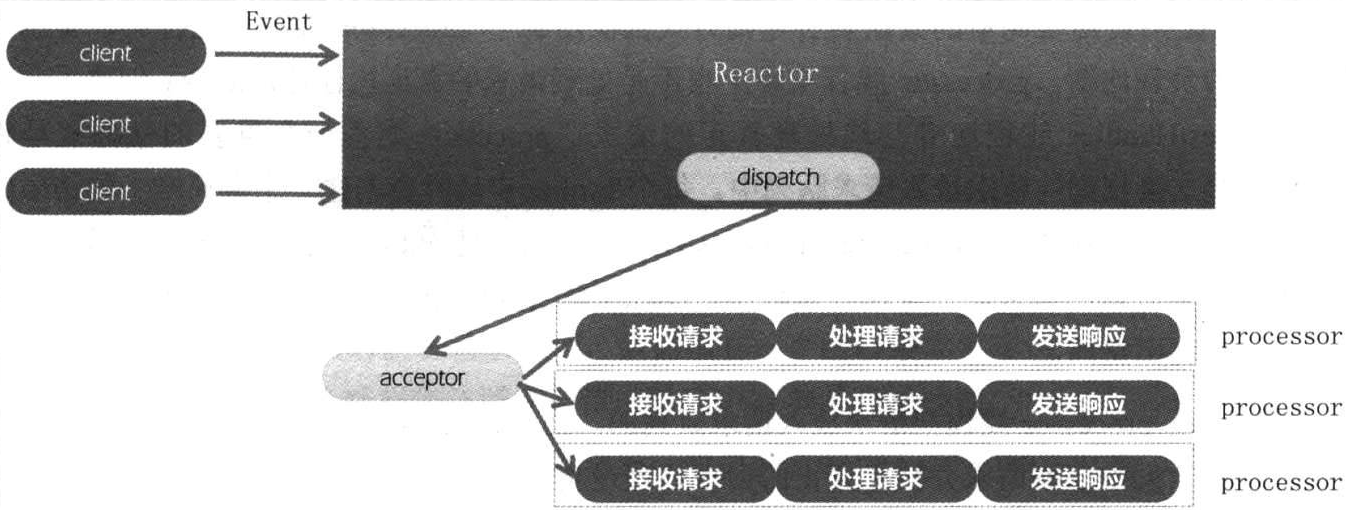 Event
client
Reactor
client
client
dispatch
acceptor
接收请求 处理请求 发送响应 processor
接收请求 处理请求 发送响应 processor
接收请求 处理请求 发送响应 processor